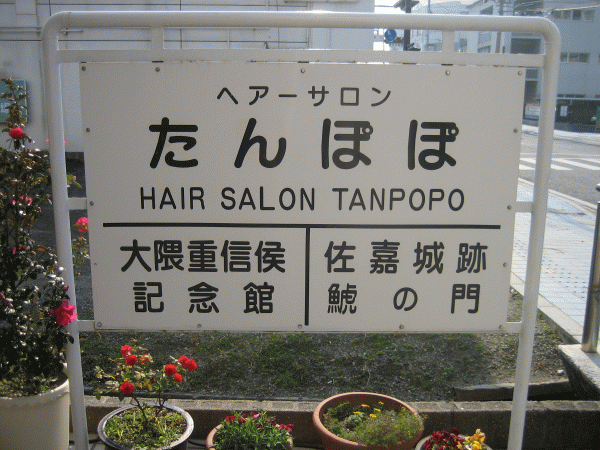 ヘアーサロン
たんぽぽ
HAIR SALON TANPOPO
大隈重信侯
記念館
佐嘉城跡
鯱の門